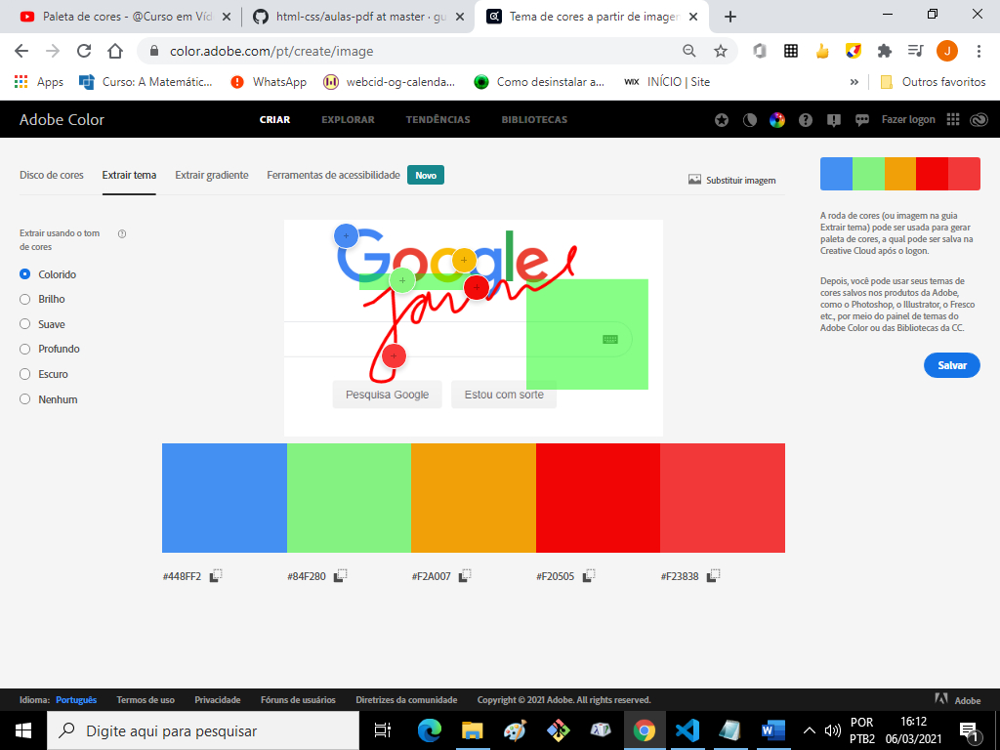 Paleta de cores - @Curso em Víd
html-css/aulas-pdf at master · gu
Tema de cores a partir de imager
color.adobe.com/pt/create/image
J
Apps
Curso: A Matemátic...
WhatsApp
webcid-og-calenda...
Como desinstalar a...
WIX
INÍCIO | Site
»
Outros favoritos
Adobe Color
CRIAR
EXPLORAR
TENDÊNCIAS
BIBLIOTECAS
Fazer logon
Disco de cores
Extrair tema
Extrair gradiente
Ferramentas de acessibilidade
Novo
Substituir imagem
Extrair usando o tom
de cores
Colorido
Brilho
Suave
Profundo
Escuro
Nenhum
Google
Pesquisa Google
Estou com sorte
A roda de cores (ou imagem na guia
Extrair tema) pode ser usada para gerar
paleta de cores, a qual pode ser salva na
Creative Cloud após o logon.
Depois, você pode usar seus temas de
cores salvos nos produtos da Adobe,
como o Photoshop, o Illustrator, o Fresco
etc., por meio do painel de temas do
Adobe Color ou das Bibliotecas da CC.
Salvar
#448FF2
#84F280
#F2A007
#F20505
#F23838
Idioma: Português
Termos de uso
Privacidade
Fóruns de usuários
Diretrizes da comunidade
Copyright © 2021 Adobe. All rights reserved.
Adobe
Digite aqui para pesquisar
POR
PTB2
16:12
06/03/2021
1